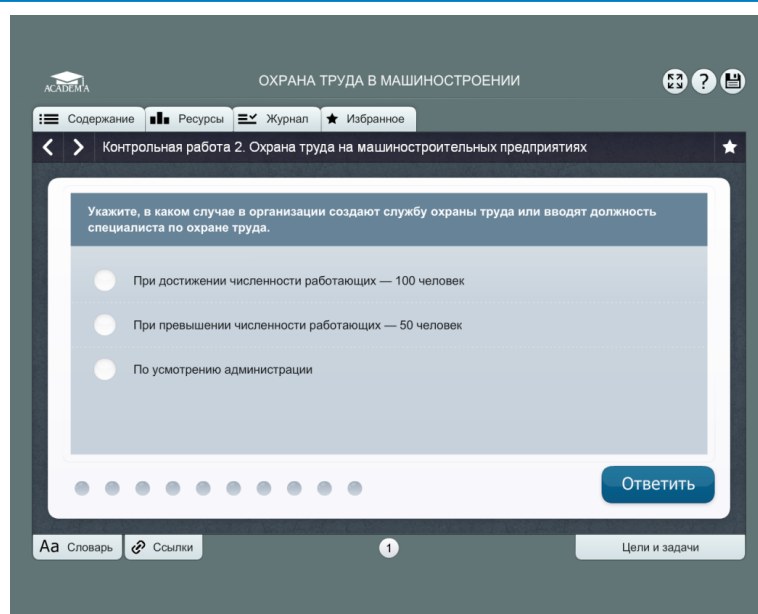 ACADEM'A
ОХРАНА ТРУДА В МАШИНОСТРОЕНИИ
?
Содержание
Ресурсы
Журнал
Избранное
Контрольная работа 2. Охрана труда на машиностроительных предприятиях
Укажите, в каком случае в организации создают службу охраны труда или вводят должность
специалиста по охране труда.
При достижении численности работающих — 100 человек
При превышении численности работающих — 50 человек
По усмотрению администрации
Ответить
Aa Словарь
Ссылки
1
Цели и задачи